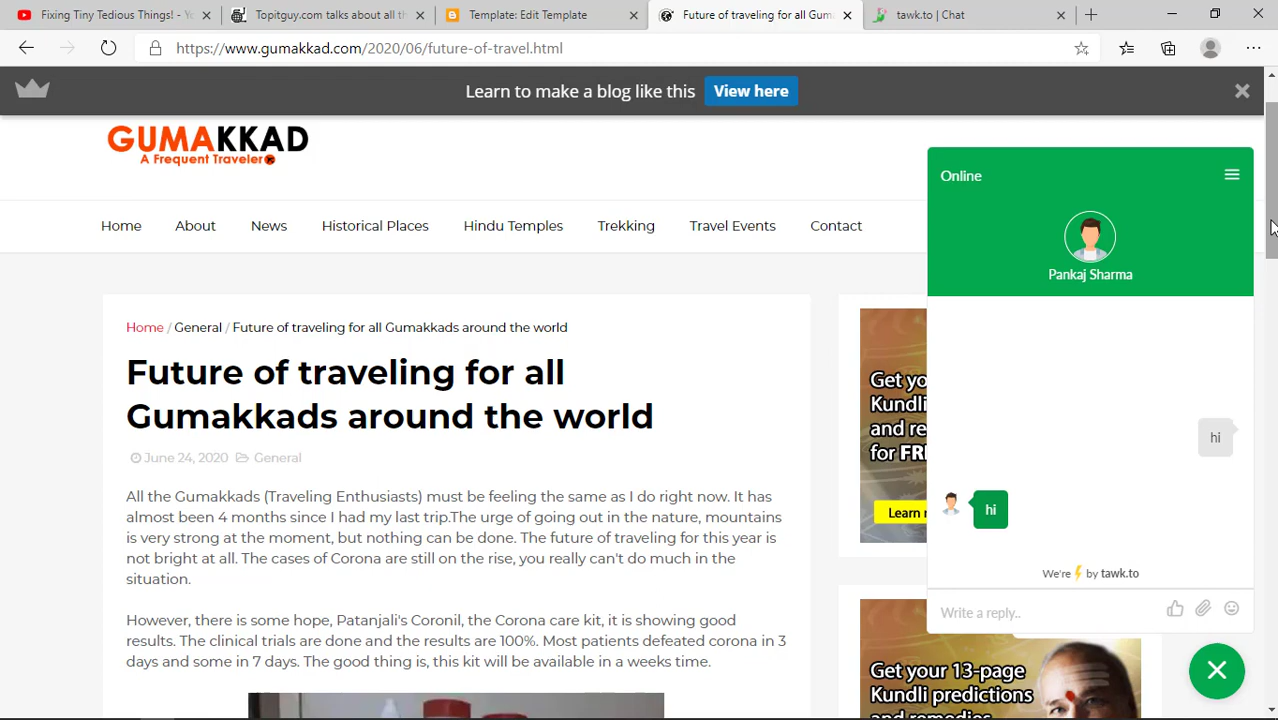 Fixing Tiny Tedious Things! - Yo
Topitguy.com talks about all th
Template: Edit Template
Future of traveling for all Gum
tawk.to | Chat
https://www.gumakkad.com/2020/06/future-of-travel.html
Learn to make a blog like this View here
GUMAKKAD
A Frequent Traveler
Home About News Historical Places Hindu Temples Trekking Travel Events Contact
Home / General / Future of traveling for all Gumakkads around the world
Future of traveling for all
Gumakkads around the world
June 24, 2020 General
All the Gumakkads (Traveling Enthusiasts) must be feeling the same as I do right now. It has
almost been 4 months since I had my last trip.The urge of going out in the nature, mountains
is very strong at the moment, but nothing can be done. The future of traveling for this year is
not bright at all. The cases of Corona are still on the rise, you really can't do much in the
situation.
However, there is some hope, Patanjali's Coronil, the Corona care kit, it is showing good
results. The clinical trials are done and the results are 100%. Most patients defeated corona in 3
days and some in 7 days. The good thing is, this kit will be available in a weeks time.
Get yo
Kundli
and re
for FR
Learn
Get your 13-page
Kundli predictions
and remedies
Online
Pankaj Sharma
hi
hi
We're by tawk.to
Write a reply..